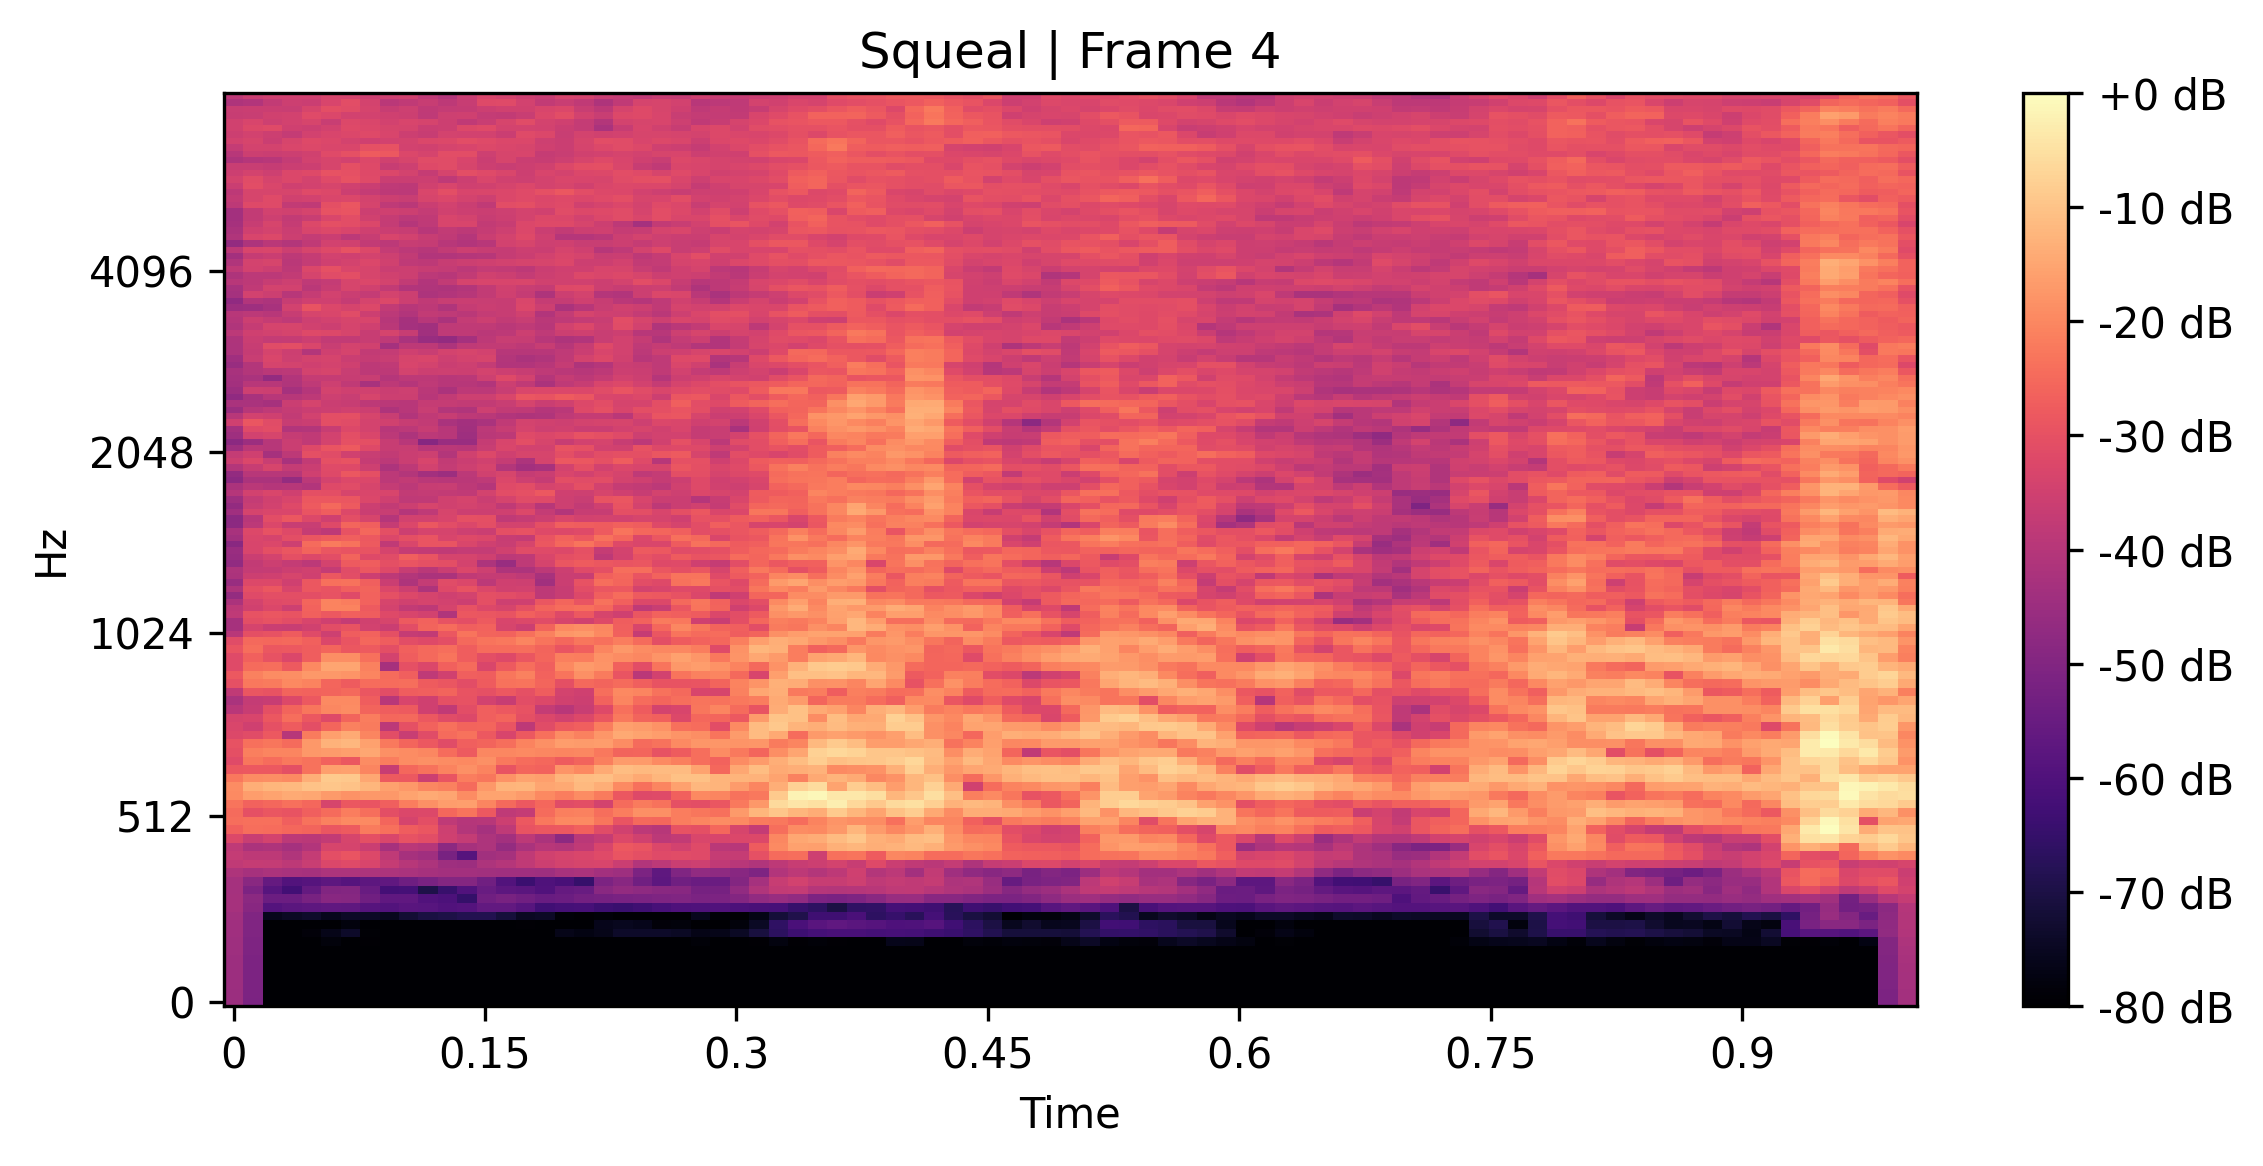 Squeal | Frame 4
+0 dB
-10 dB
-20 dB
-30 dB
-40 dB
-50 dB
-60 dB
-70 dB
-80 dB
4096
2048
1024
512
0
Hz
0 0.15 0.3 0.45 0.6 0.75 0.9
Time